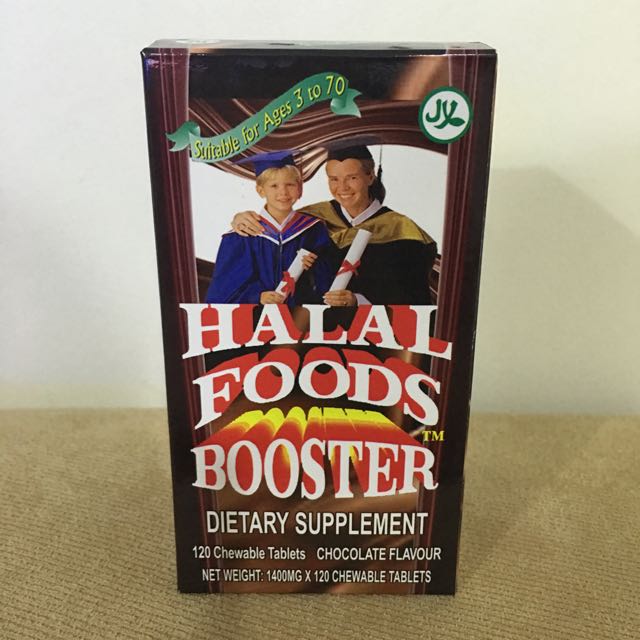 Suitable for Ages 3 to 70
JY
HALAL
FOODS
BOOSTER™
DIETARY SUPPLEMENT
120 Chewable Tablets CHOCOLATE FLAVOUR
NET WEIGHT: 1400MG X 120 CHEWABLE TABLETS